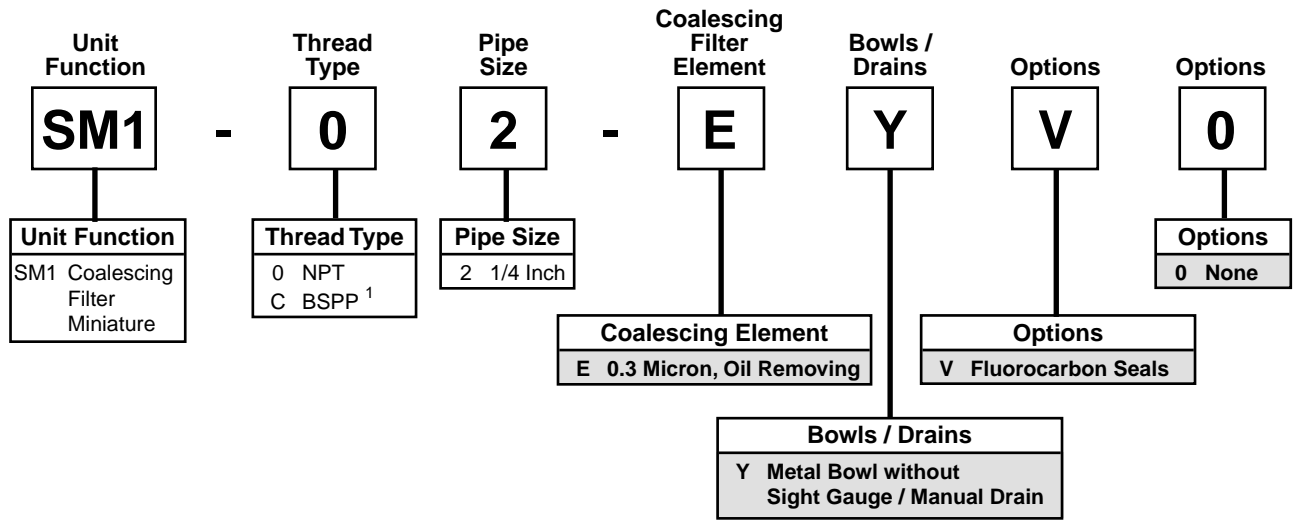 Unit
Function
Thread
Type
Pipe
Size
Coalescing
Filter
Element
Bowls /
Drains
Options
Options
SM1 - 0 2 - E Y V 0
Unit Function
SM1 Coalescing
Filter
Miniature
Thread Type
0 NPT
C BSPP 1
Pipe Size
2 1/4 Inch
Options
0 None
Coalescing Element
E 0.3 Micron, Oil Removing
Options
V Fluorocarbon Seals
Bowls / Drains
Y Metal Bowl without
Sight Gauge / Manual Drain